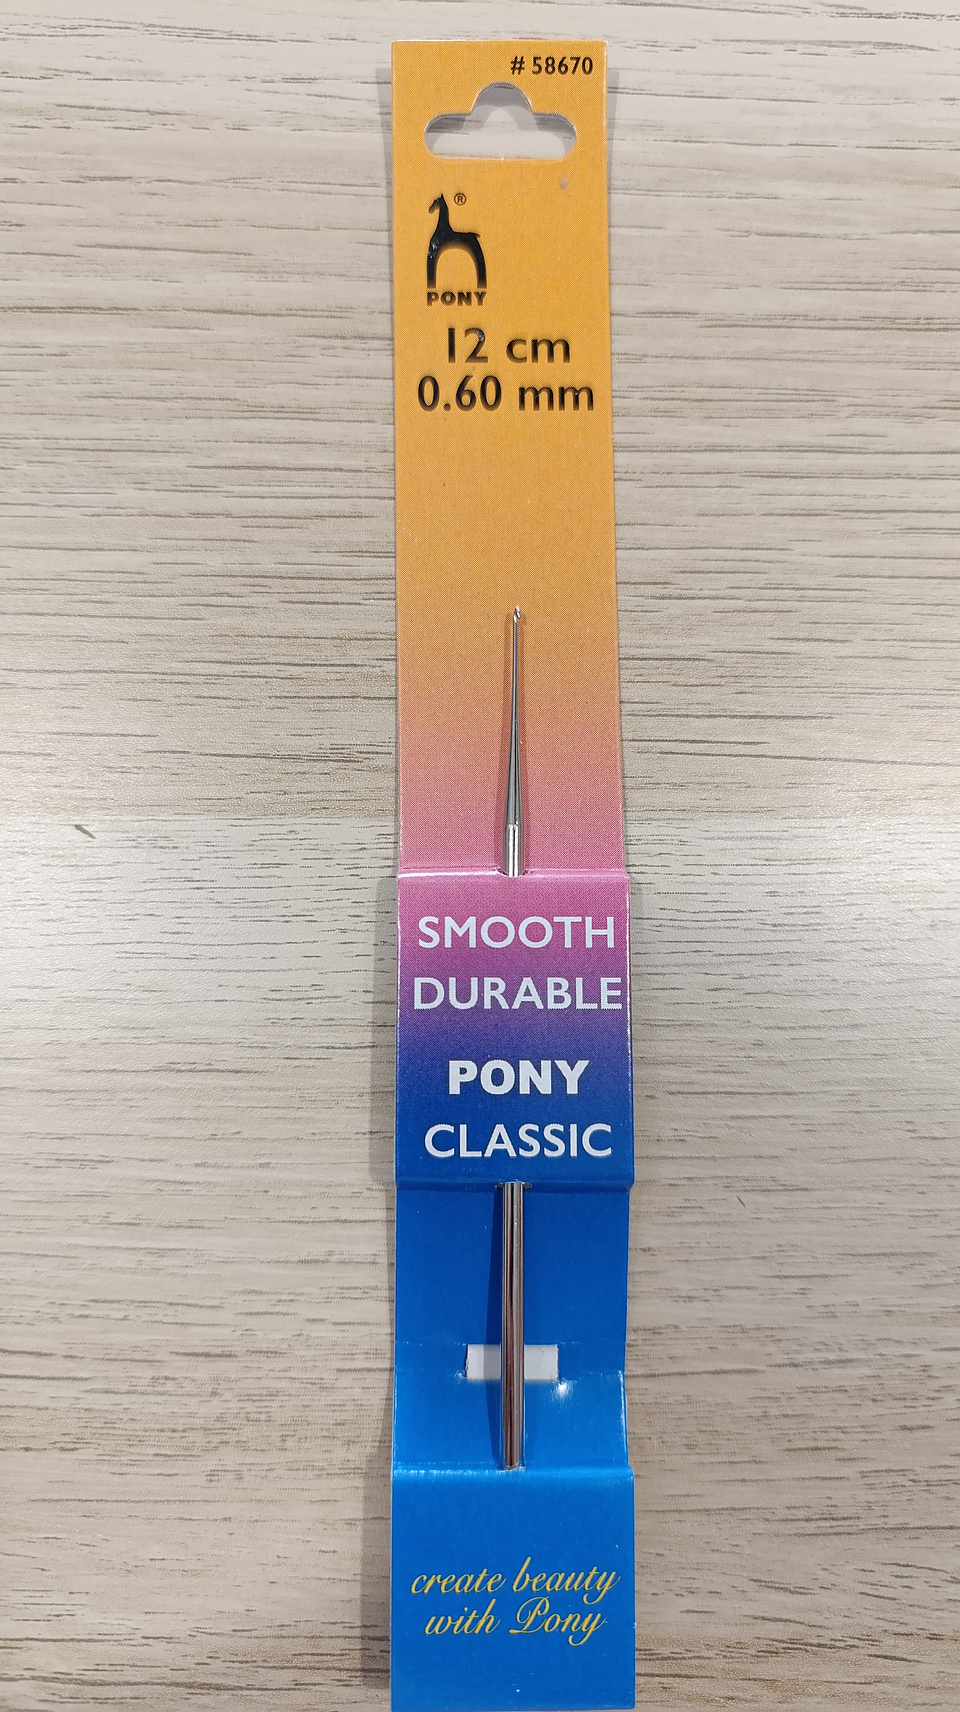 # 58670
®
PONY
12 cm
0.60 mm
SMOOTH
DURABLE
PONY
CLASSIC
create beauty
with Pony